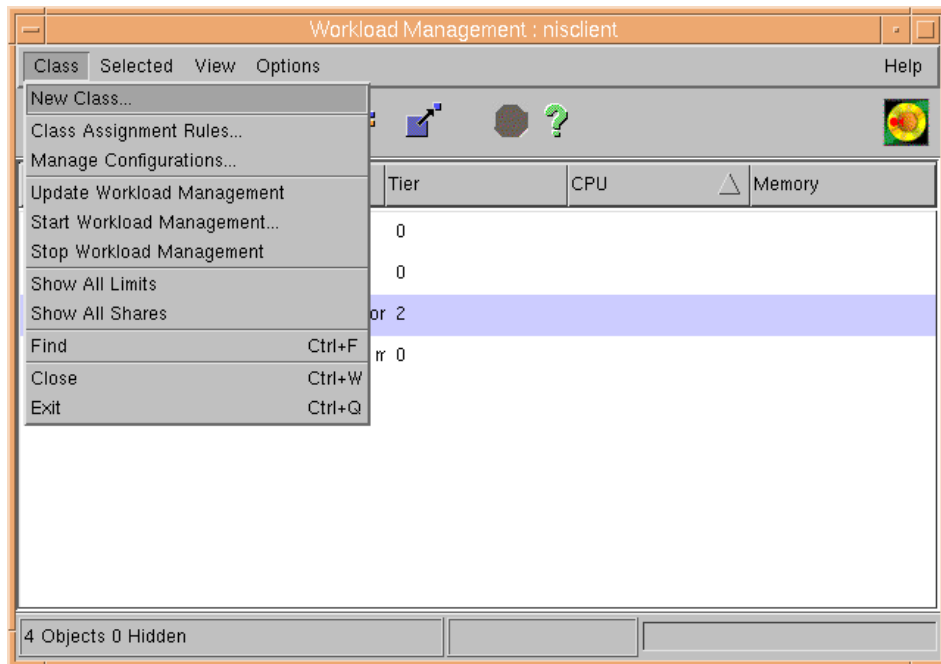 Workload Management : nisclient
Class Selected View Options Help
New Class...
Class Assignment Rules...
Manage Configurations...
Update Workload Management
Start Workload Management...
Stop Workload Management
Show All Limits
Show All Shares
Find Ctrl+F
Close Ctrl+W
Exit Ctrl+Q
Tier CPU Memory
0
0
or 2
0
4 Objects 0 Hidden